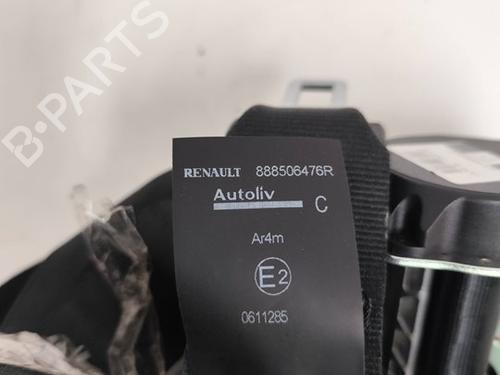 B-PARTS
RENAULT 888506476R
Autoliv
C
Ar4m
E2
0611285